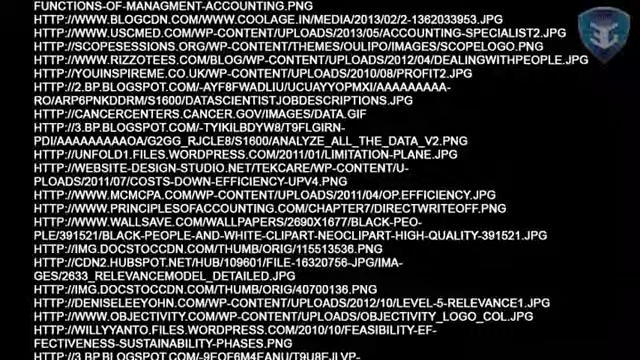 FUNCTIONS-OF-MANAGMENT-ACCOUNTING.PNG
HTTP://WWW.BLOGCDN.COM/WWW.COOLAGE.IN/MEDIA/2013/02/2-1362033953.JPG
HTTP://WWW.USCMED.COM/WP-CONTENT/UPLOADS/2013/05/ACCOUNTING-SPECIALIST2.JPG
HTTP://SCOPESESSIONS.ORG/WP-CONTENT/THEMES/OULIPO/IMAGES/SCOPELOGO.PNG
HTTP://WWW.RIZZOTEES.COM/BLOG/WP-CONTENT/UPLOADS/2012/04/DEALINGWITHPEOPLE.JPG
HTTP://YOUINSPIREME.CO.UK/WP-CONTENT/UPLOADS/2010/08/PROFIT2.JPG
HTTP://2.BP.BLOGSPOT.COM/-AYF8FWADLIU/UCUAYYOPMXI/AAAAAAAAA-
RO/ARP6PNKDDRM/S1600/DATASCIENTISTJOBDESCRIPTIONS.JPG
HTTP://CANCERCENTERS.CANCER.GOV/IMAGES/DATA.GIF
HTTP://3.BP.BLOGSPOT.COM/-TYIKILBDYW8/T9FLGIRN-
PDI/AAAAAAAAAOA/G2GG_RJCLE8/S1600/ANALYZE_ALL_THE_DATA_V2.PNG
HTTP://UNFOLD1.FILES.WORDPRESS.COM/2011/01/LIMITATION-PLANE.JPG
HTTP://WEBSITE-DESIGN-STUDIO.NET/TEKCARE/WP-CONTENT/U-
PLOADS/2011/07/COSTS-DOWN-EFFICIENCY-UPV4.PNG
HTTP://WWW.MCMCPA.COM/WP-CONTENT/UPLOADS/2011/04/OP.EFFICIENCY.JPG
HTTP://WWW.PRINCIPLESOFACCOUNTING.COM/CHAPTER7/DIRECTWRITEOFF.PNG
HTTP://WWW.WALLSAVE.COM/WALLPAPERS/2690X1677/BLACK-PEO-
PLE/391521/BLACK-PEOPLE-AND-WHITE-CLIPART-NEOCLIPART-HIGH-QUALITY-391521.JPG
HTTP://IMG.DOCSTOCCDN.COM/THUMB/ORIG/115513536.PNG
HTTP://CDN2.HUBSPOT.NET/HUB/109601/FILE-16320756-JPG/IMA-
GES/2633_RELEVANCEMODEL_DETAILED.JPG
HTTP://IMG.DOCSTOCCDN.COM/THUMB/ORIG/40700136.PNG
HTTP://DENISELEEYOHN.COM/WP-CONTENT/UPLOADS/2012/10/LEVEL-5-RELEVANCE1.JPG
HTTP://WWW.OBJECTIVITY.COM/WP-CONTENT/UPLOADS/OBJECTIVITY_LOGO_COL.JPG
HTTP://WILLYYANTO.FILES.WORDPRESS.COM/2010/10/FEASIBILITY-EF-
FECTIVENESS-SUSTAINABILITY-PHASES.PNG
HTTP://3.BP.BLOGSPOT.COM/-9EOF6M4FANU/T9U8FJLVP-